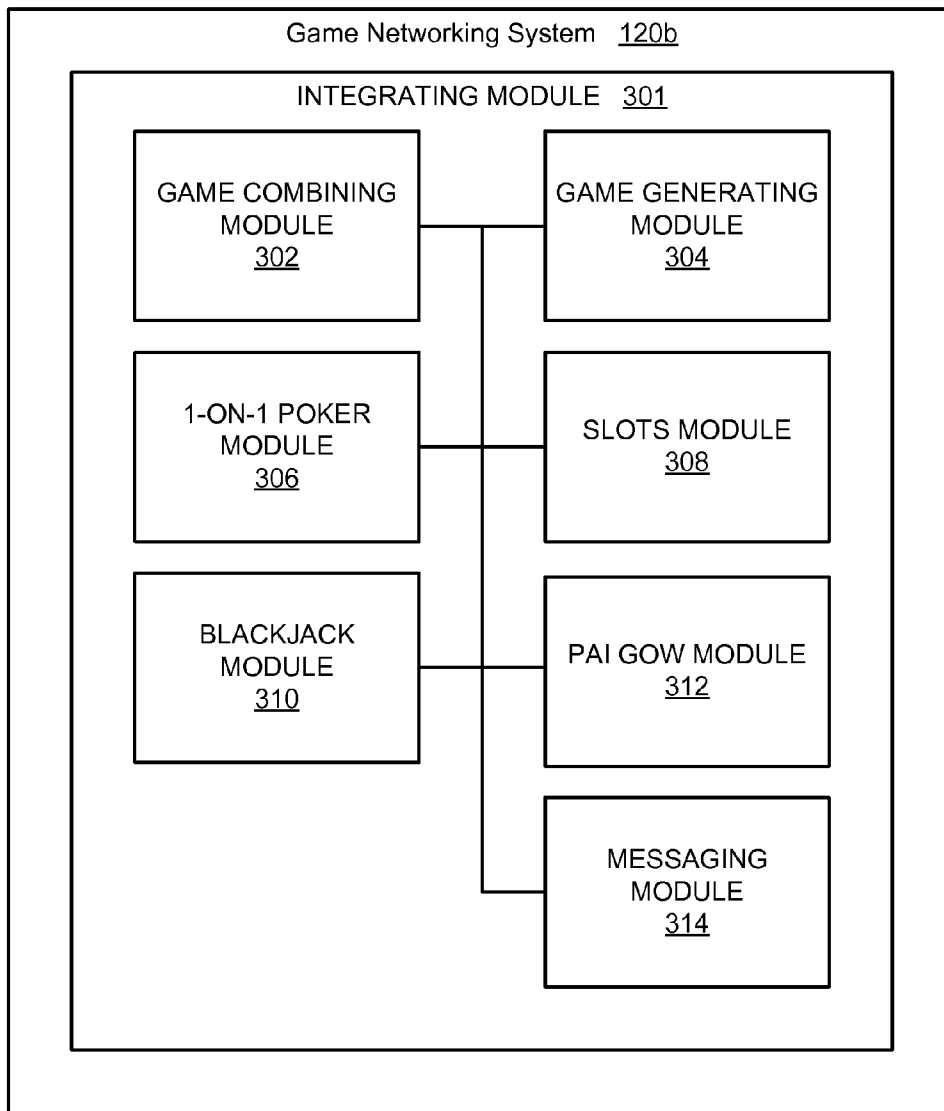 Game Networking System 120b
INTEGRATING MODULE 301
GAME COMBINING
MODULE
302
GAME GENERATING
MODULE
304
1-ON-1 POKER
MODULE
306
SLOTS MODULE
308
BLACKJACK
MODULE
310
PAI GOW MODULE
312
MESSAGING
MODULE
314